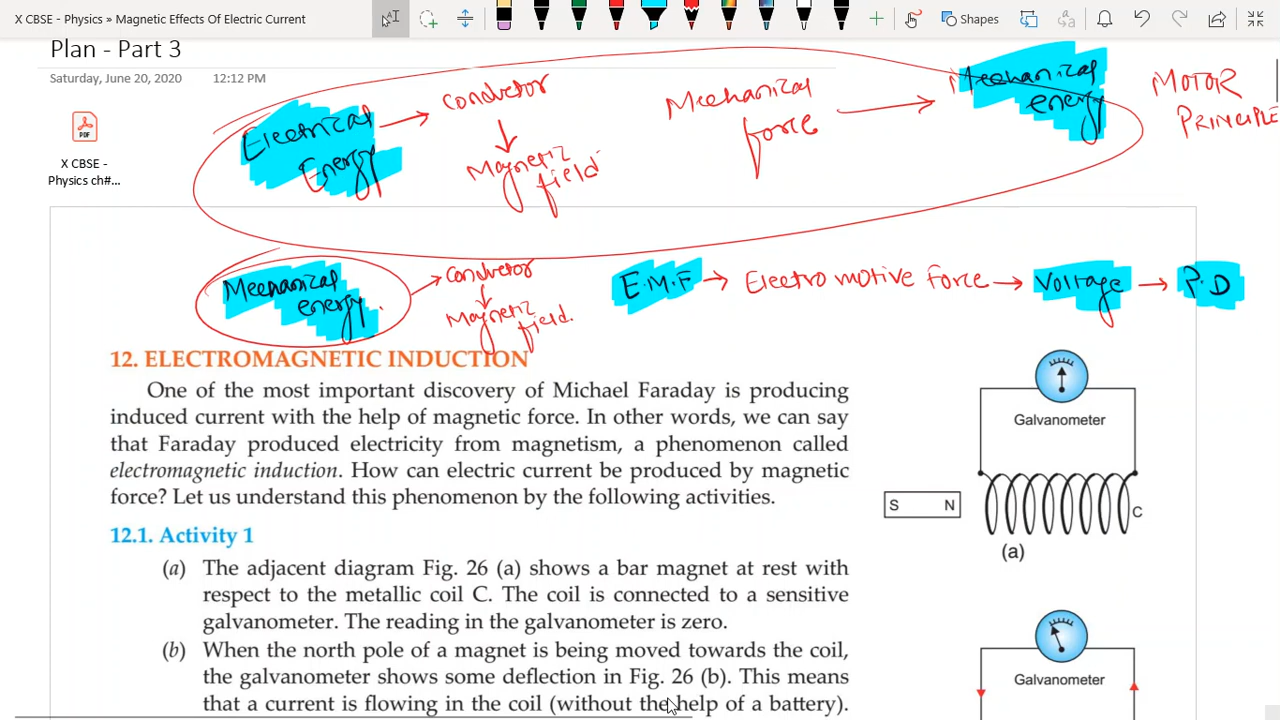 X CBSE - Physics » Magnetic Effects Of Electric Current
Shapes
Plan - Part 3
Saturday, June 20, 2020 12:12 PM
PDF
X CBSE -
Physics ch#...
Electrical
Energy
Conductor
Magnetic
field
Mechanical
force
Mechanical
energy
MOTOR
PRINCIPLE
Mechanical
energy
Conductor
Magnetic
field.
E.M.F → Electro motive force → Voltage → P.D
12. ELECTROMAGNETIC INDUCTION
One of the most important discovery of Michael Faraday is producing
induced current with the help of magnetic force. In other words, we can say
that Faraday produced electricity from magnetism, a phenomenon called
electromagnetic induction. How can electric current be produced by magnetic
force? Let us understand this phenomenon by the following activities.
12.1. Activity 1
(a) The adjacent diagram Fig. 26 (a) shows a bar magnet at rest with
respect to the metallic coil C. The coil is connected to a sensitive
galvanometer. The reading in the galvanometer is zero.
(b) When the north pole of a magnet is being moved towards the coil,
the galvanometer shows some deflection in Fig. 26 (b). This means
that a current is flowing in the coil (without the help of a battery).
Galvanometer
S N
C
(a)
Galvanometer